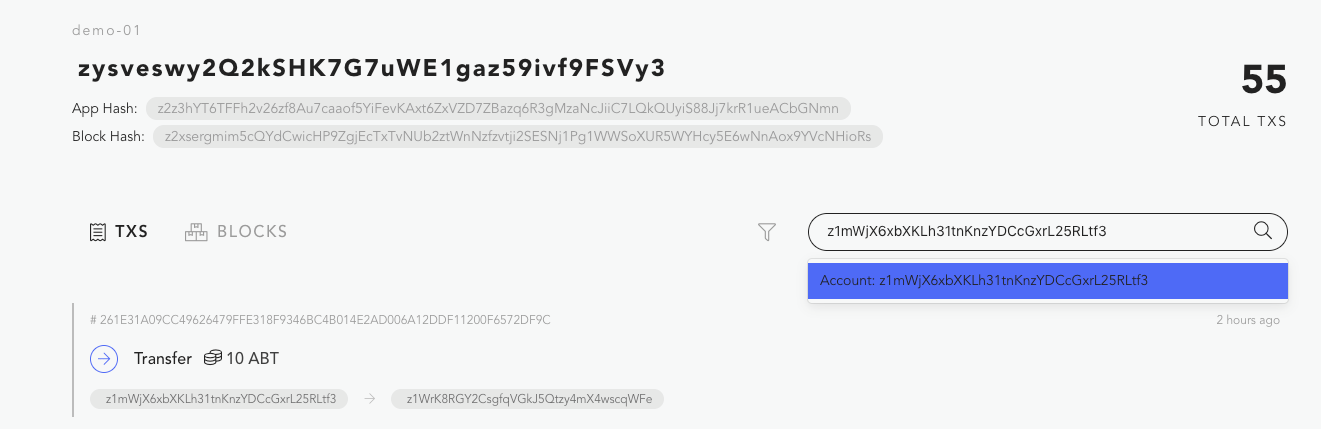 demo-01
zysveswy2Q2kSHK7G7uWE1gaz59ivf9FSVy3
55
TOTAL TXS
App Hash: z2z3hYT6TFFh2v26zf8Au7caaof5YiFevKAxt6ZxVZD7ZBazq6R3gMzaNcJiiC7LQkQUyiS88Jj7krR1ueACbGNmn
Block Hash: z2xsergmim5cQYdCwicHP9ZgjEcTxTvNUb2ztWnNzfzvtji2SESNj1Pg1WWSoXUR5WYHcy5E6wNnAox9YVcNHioRs
TXS BLOCKS
z1mWjX6xbXKLh31tnKnzYDCcGxrL25RLtf3
Account: z1mWjX6xbXKLh31tnKnzYDCcGxrL25RLtf3
# 261E31A09CC49626479FFE318F9346BC4B014E2AD006A12DDF11200F6572DF9C
2 hours ago
Transfer 10 ABT
z1mWjX6xbXKLh31tnKnzYDCcGxrL25RLtf3 → z1WrK8RGY2CsgfqVGkJ5Qtzy4mX4wscqWFe